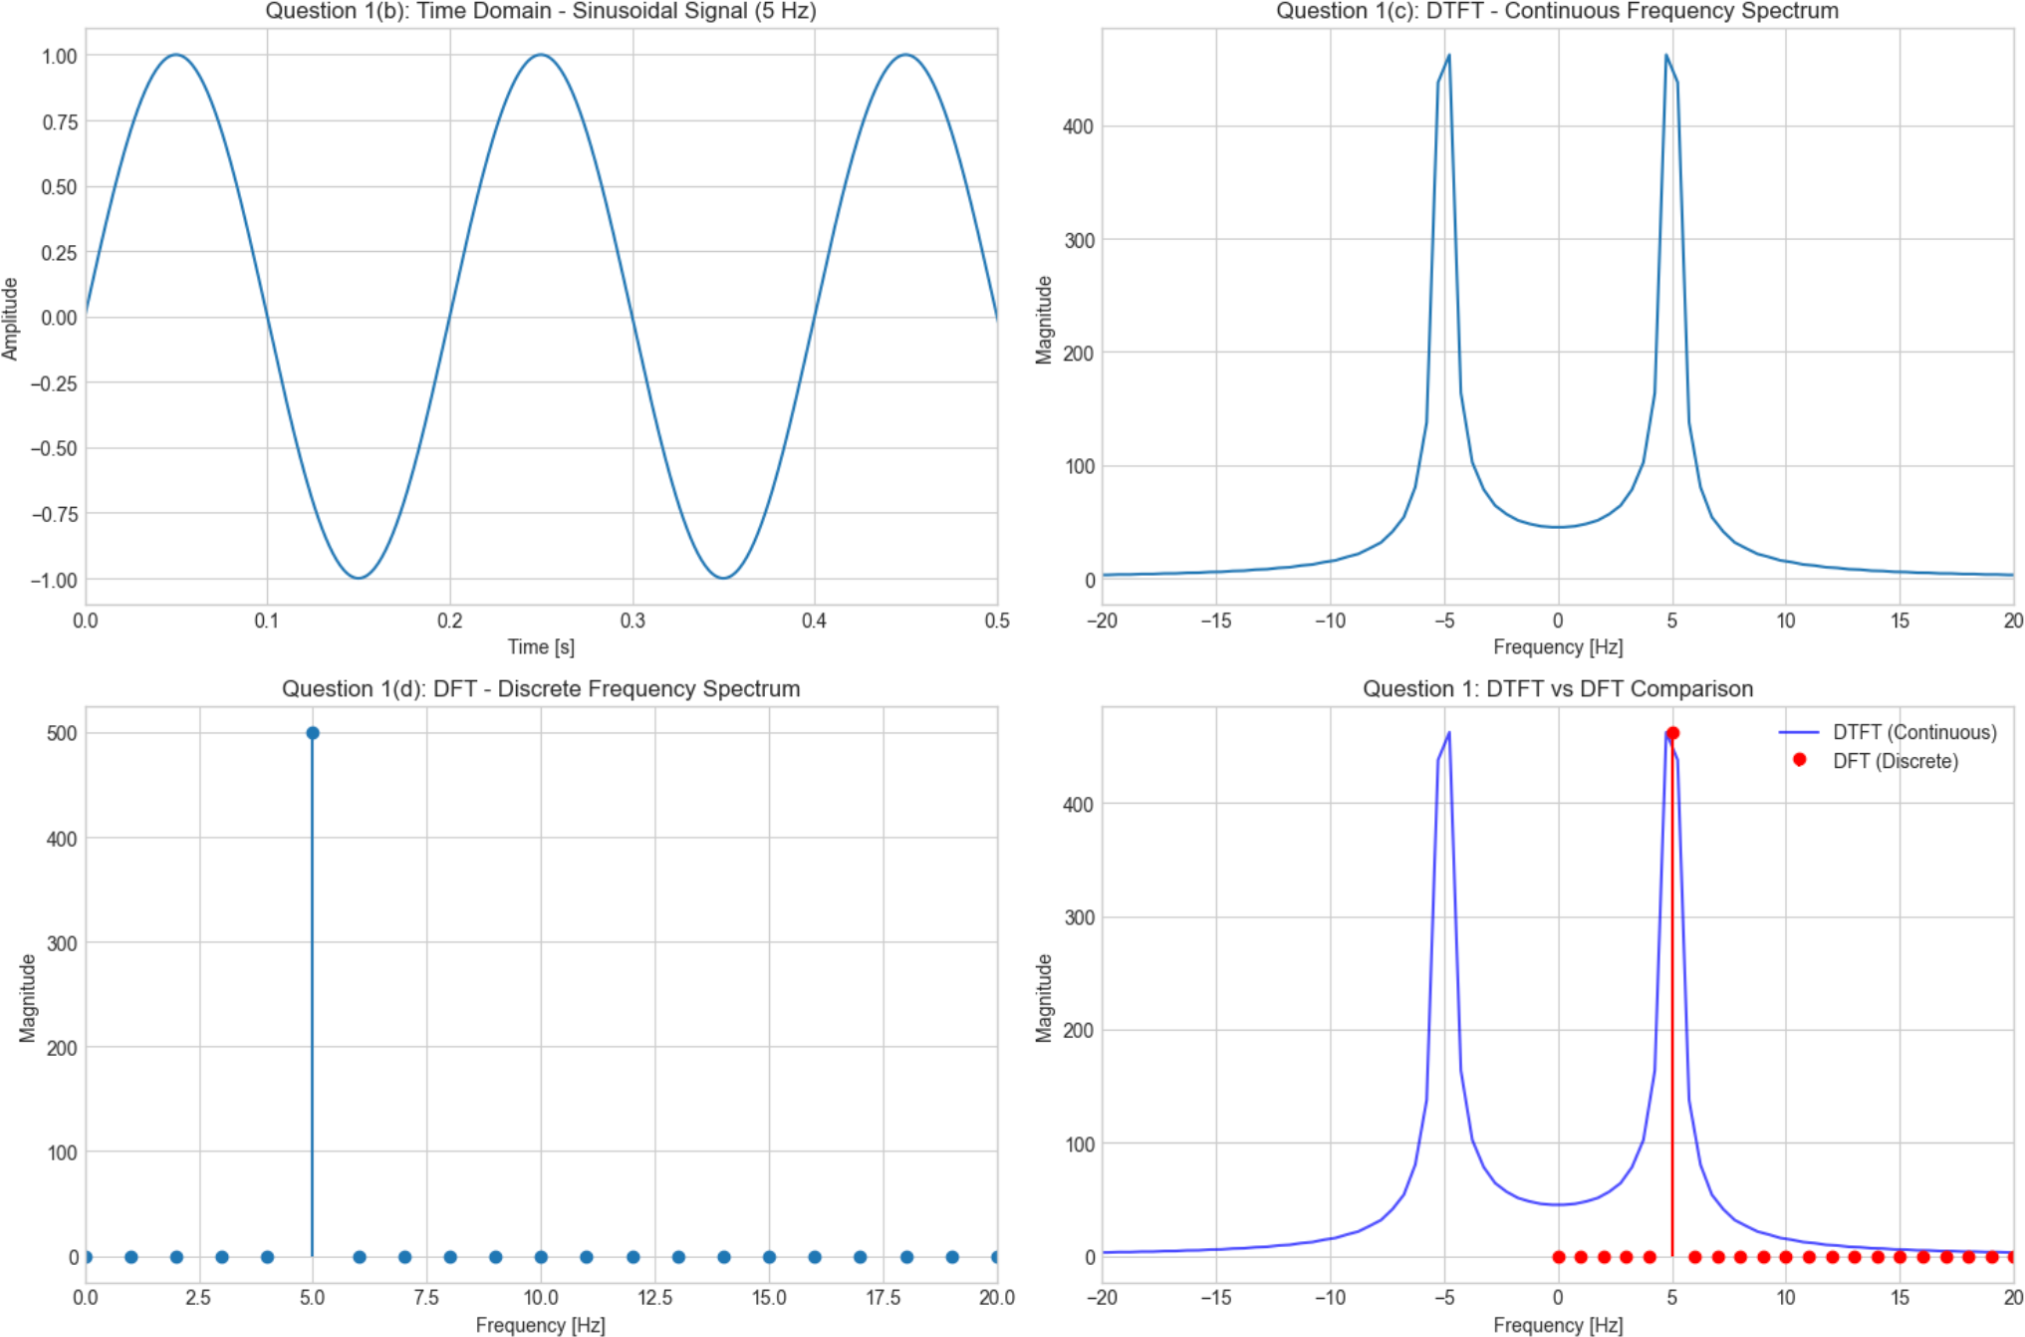 Question 1(b): Time Domain - Sinusoidal Signal (5 Hz)
1.00
0.75
0.50
0.25
0.00
−0.25
−0.50
−0.75
−1.00
Amplitude
0.0 0.1 0.2 0.3 0.4 0.5
Time [s]
Question 1(c): DTFT - Continuous Frequency Spectrum
400
300
200
100
0
Magnitude
−20 −15 −10 −5 0 5 10 15 20
Frequency [Hz]
Question 1(d): DFT - Discrete Frequency Spectrum
500
400
300
200
100
0
Magnitude
0.0 2.5 5.0 7.5 10.0 12.5 15.0 17.5 20.0
Frequency [Hz]
Question 1: DTFT vs DFT Comparison
DTFT (Continuous)
DFT (Discrete)
400
300
200
100
0
Magnitude
−20 −15 −10 −5 0 5 10 15 20
Frequency [Hz]